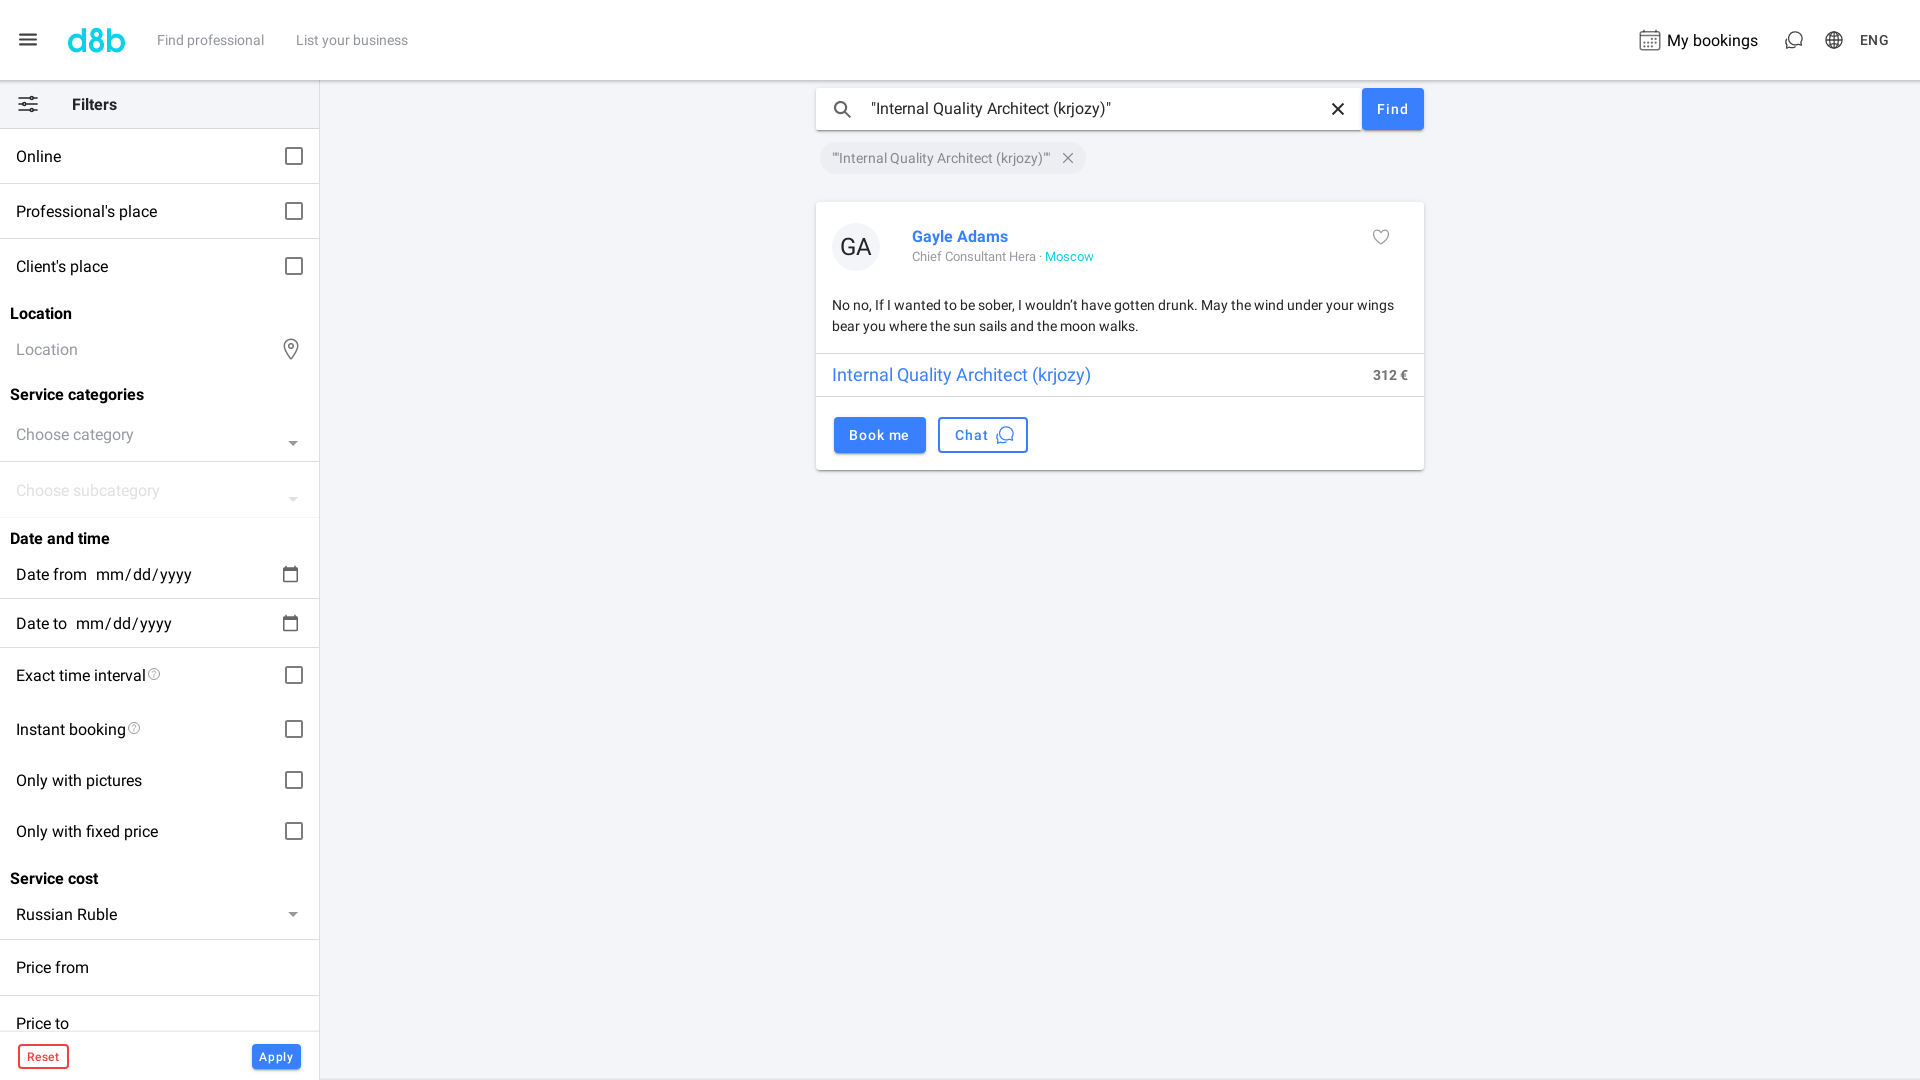 d8b
Find professional
List your business
My bookings
ENG
Filters
Online
Professional's place
Client's place
Location
Location
Service categories
Choose category
Choose subcategory
Date and time
Date from mm/dd/yyyy
Date to mm/dd/yyyy
Exact time interval
Instant booking
Only with pictures
Only with fixed price
Service cost
Russian Ruble
Price from
Price to
Reset
Apply
"Internal Quality Architect (krjozy)"
Find
""Internal Quality Architect (krjozy)""
GA
Gayle Adams
Chief Consultant Hera · Moscow
No no, If I wanted to be sober, I wouldn’t have gotten drunk. May the wind under your wings
bear you where the sun sails and the moon walks.
Internal Quality Architect (krjozy)
312 €
Book me
Chat